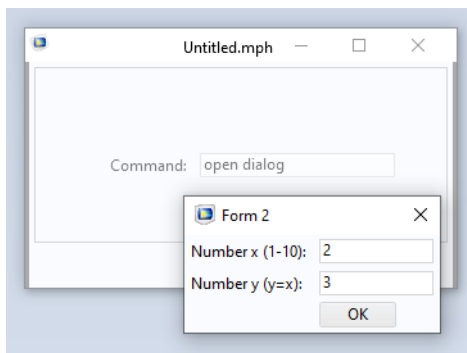 Untitled.mph
Command: open dialog
Form 2
Number x (1-10): 2
Number y (y=x): 3
OK